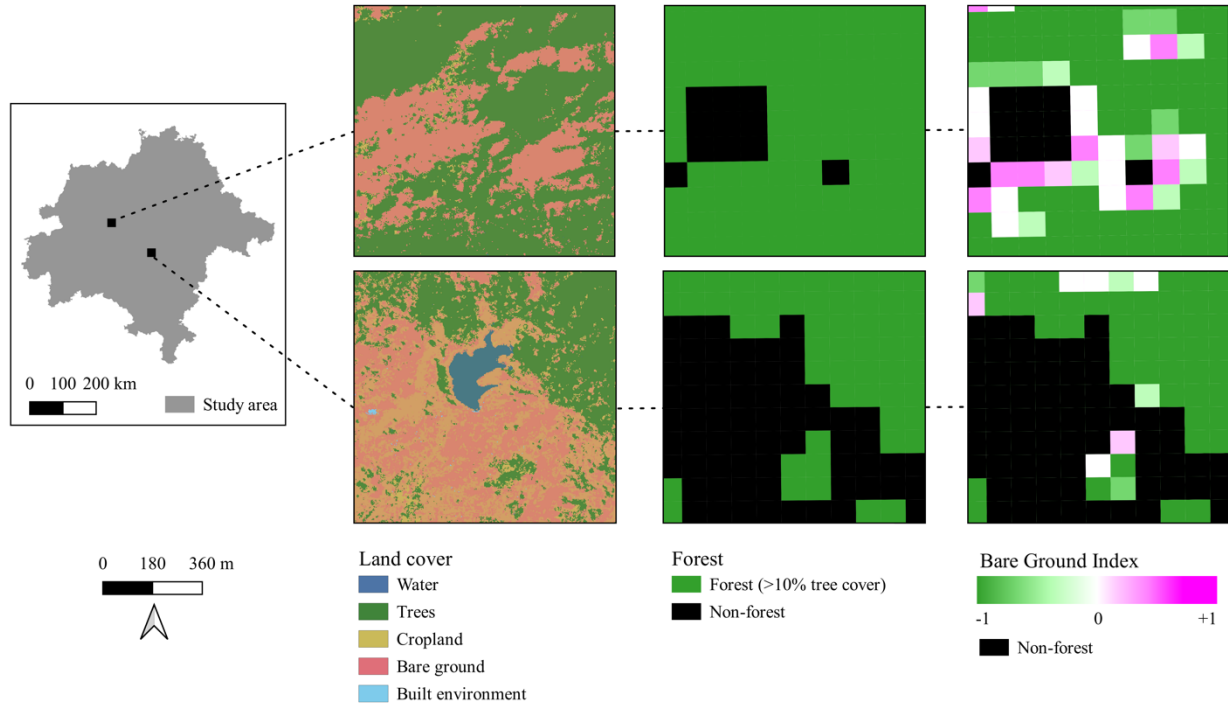 0 100 200 km
Study area
0 180 360 m
Land cover
Water
Trees
Cropland
Bare ground
Built environment
Forest
Forest (>10% tree cover)
Non-forest
Bare Ground Index
-1 0 +1
Non-forest